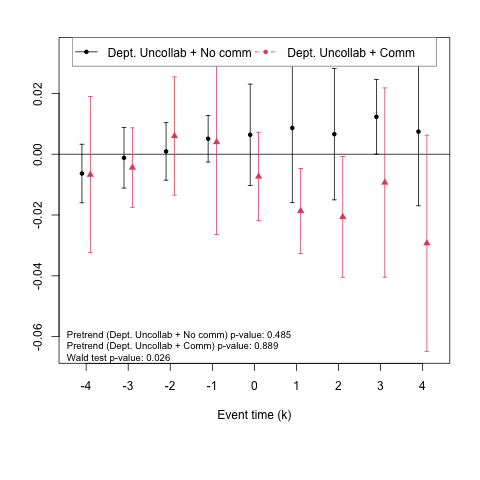 Dept. Uncollab + No comm Dept. Uncollab + Comm
0.02
0.00
-0.02
-0.04
-0.06
Pretrend (Dept. Uncollab + No comm) p-value: 0.485
Pretrend (Dept. Uncollab + Comm) p-value: 0.889
Wald test p-value: 0.026
-4 -3 -2 -1 0 1 2 3 4
Event time (k)